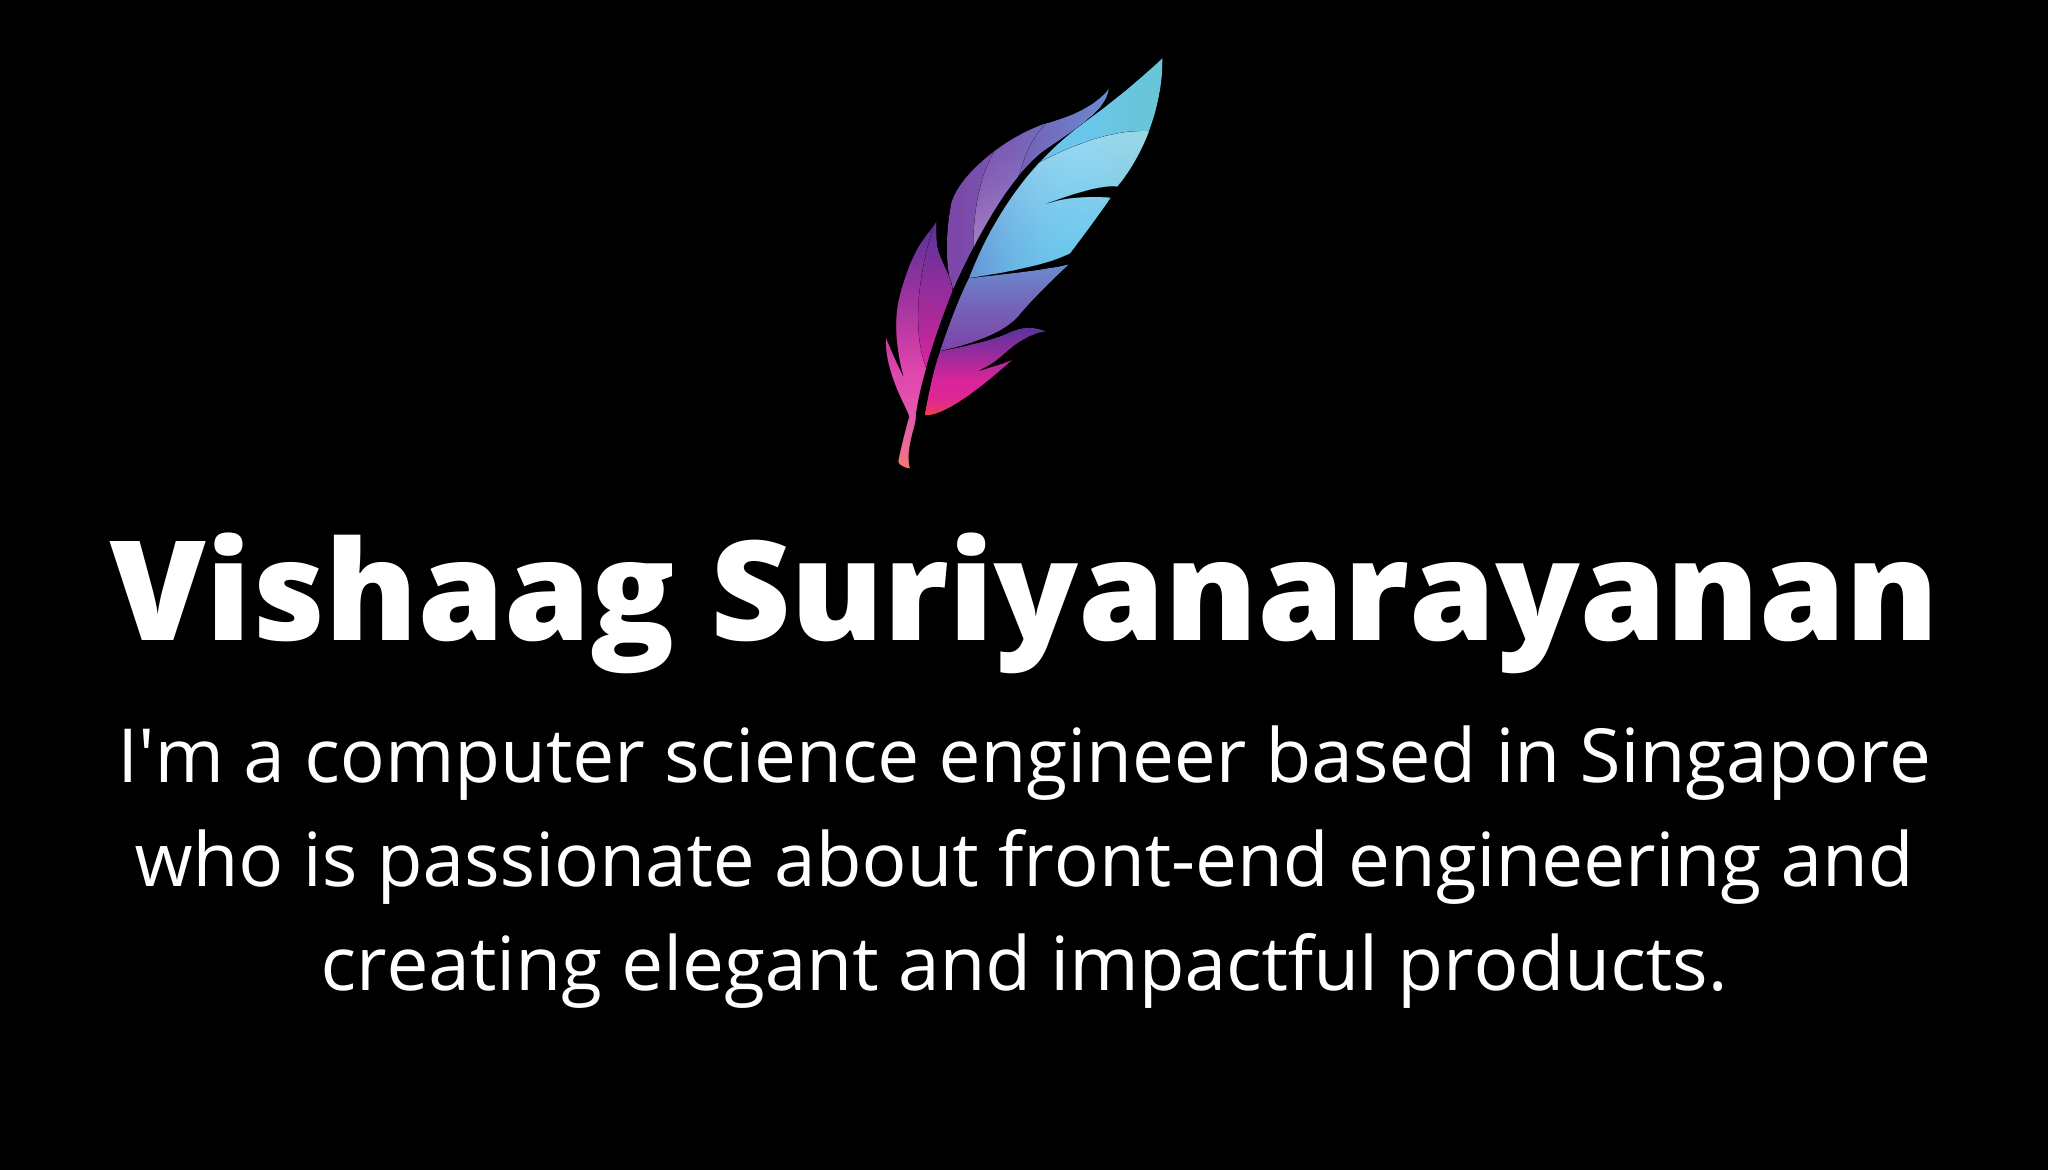 Vishaag Suriyanarayanan
I'm a computer science engineer based in Singapore
who is passionate about front-end engineering and
creating elegant and impactful products.